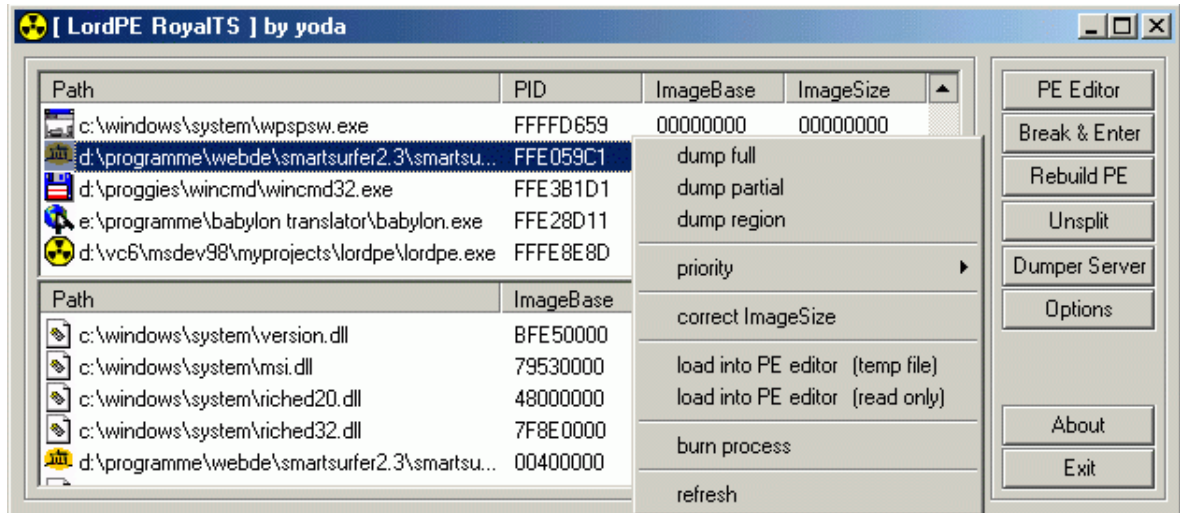 [ LordPE RoyalTS ] by yoda
Path PID ImageBase ImageSize
c:\windows\system\wpspsw.exe FFFFD659 00000000 00000000
d:\programme\webde\smartsurfer2.3\smartsu... FFE059C1
d:\proggies\wincmd\wincmd32.exe FFE3B1D1
e:\programme\babylon translator\babylon.exe FFE28D11
d:\vc6\msdev98\myprojects\lordpe\lordpe.exe FFFE8E8D
Path ImageBase
c:\windows\system\version.dll BFE50000
c:\windows\system\msi.dll 79530000
c:\windows\system\riched20.dll 48000000
c:\windows\system\riched32.dll 7F8E0000
d:\programme\webde\smartsurfer2.3\smartsu... 00400000
dump full
dump partial
dump region
priority
correct ImageSize
load into PE editor (temp file)
load into PE editor (read only)
burn process
refresh
PE Editor
Break & Enter
Rebuild PE
Unsplit
Dumper Server
Options
About
Exit